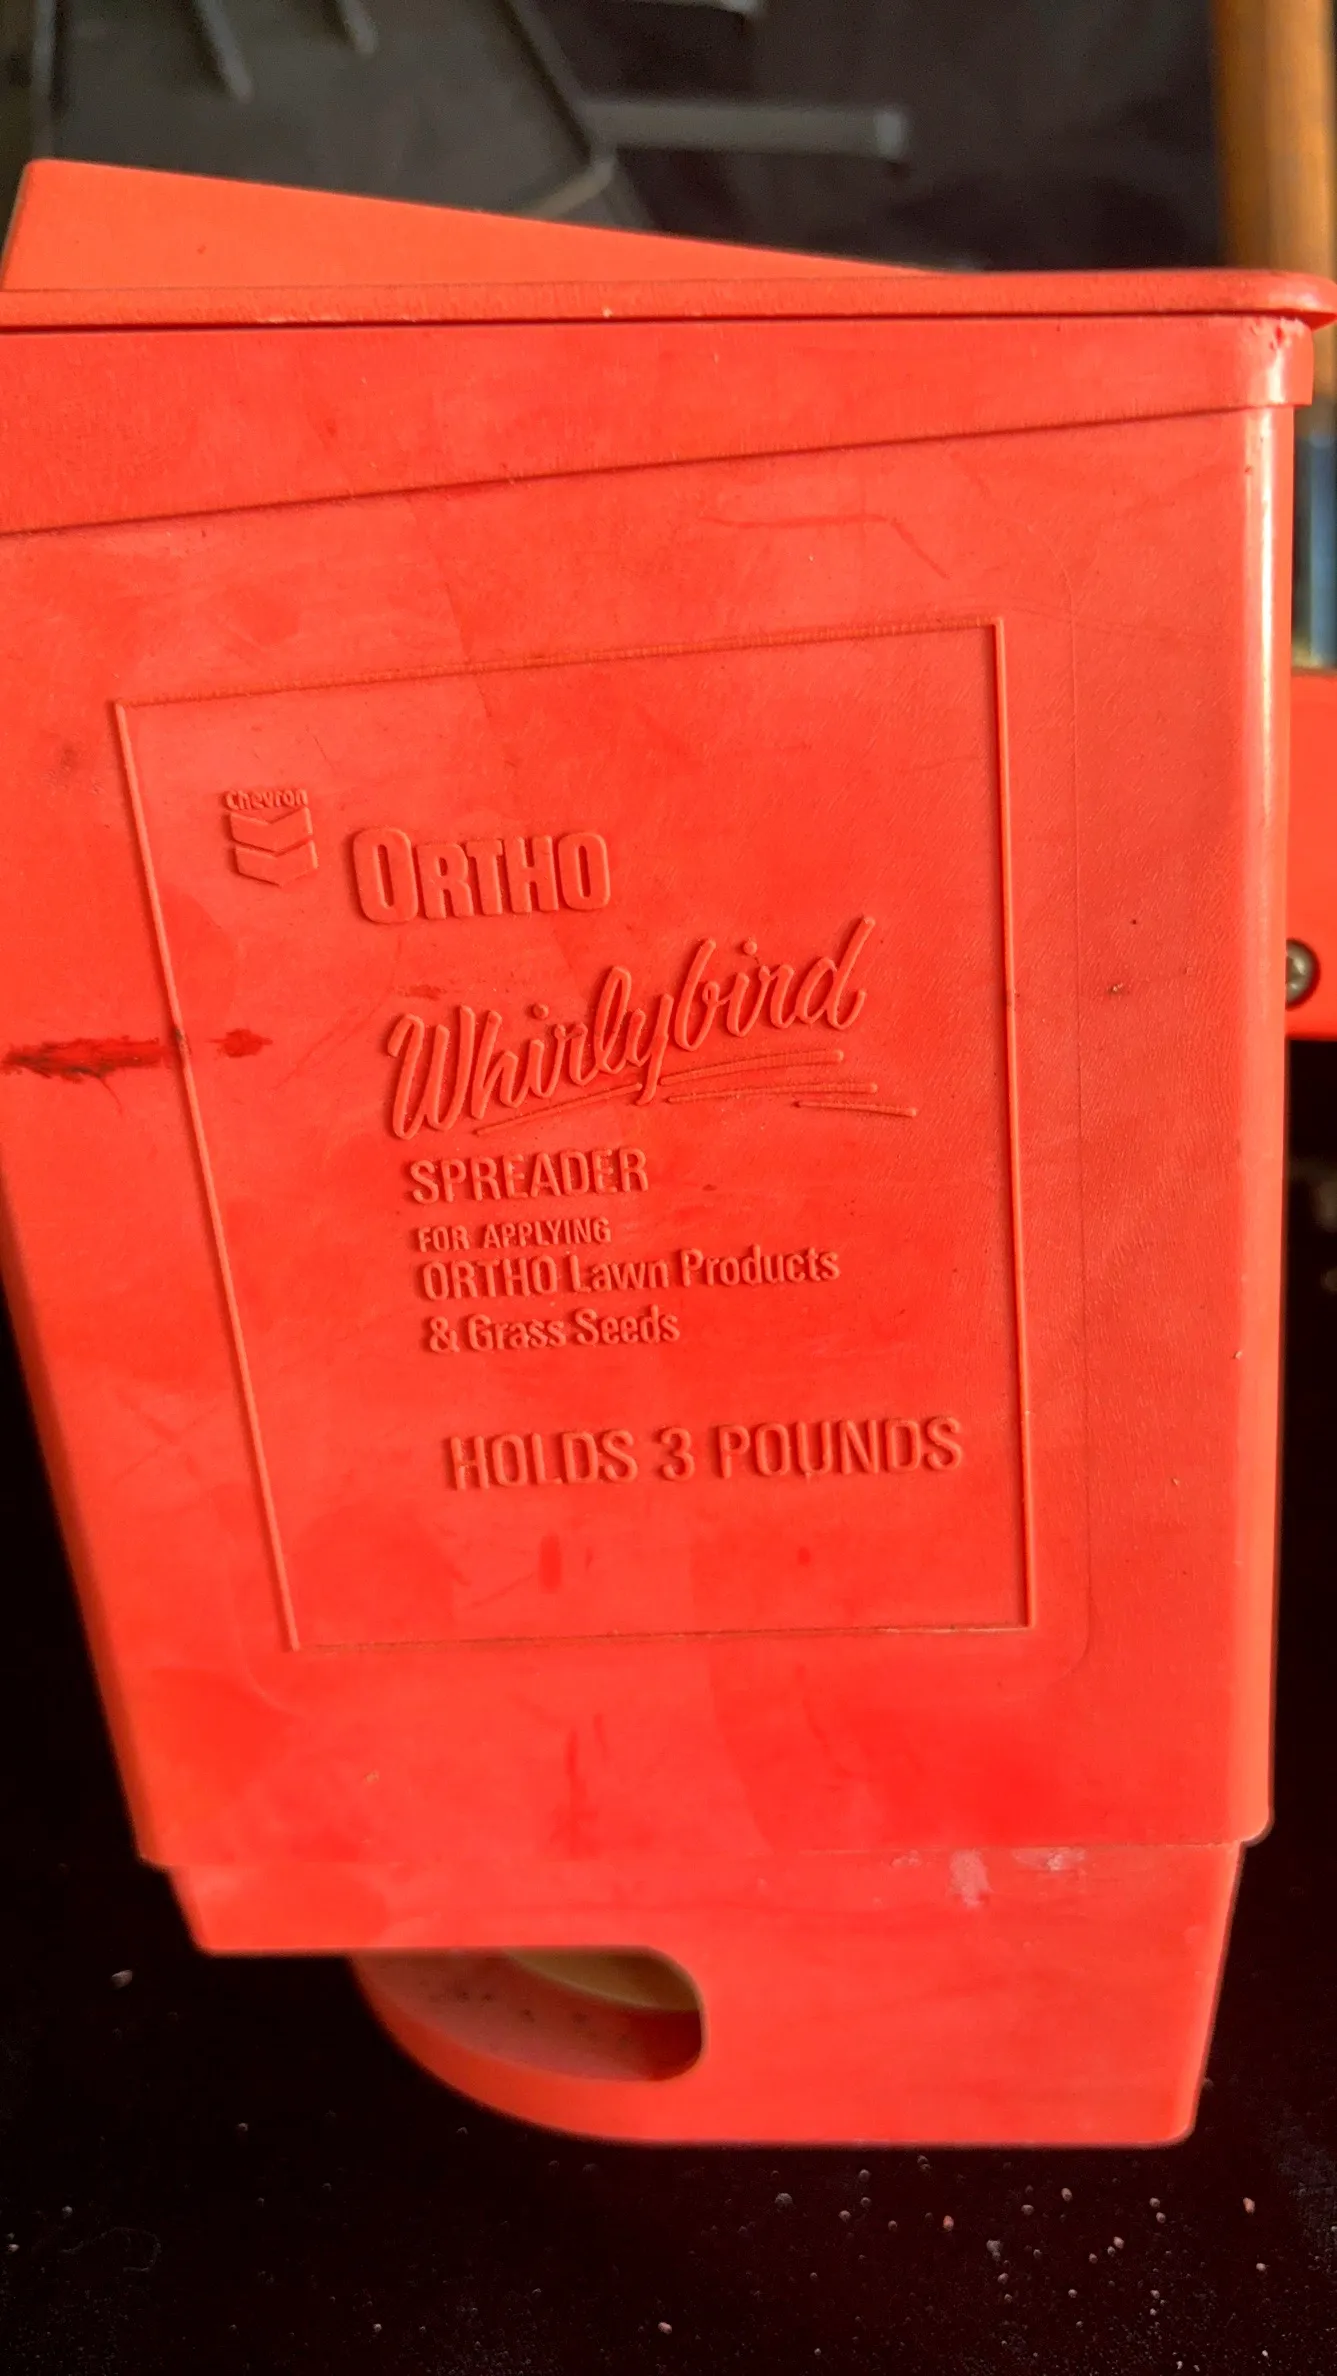 Chevron
ORTHO
Whirlybird
SPREADER
FOR APPLYING
ORTHO Lawn Products
& Grass Seeds
HOLDS 3 POUNDS